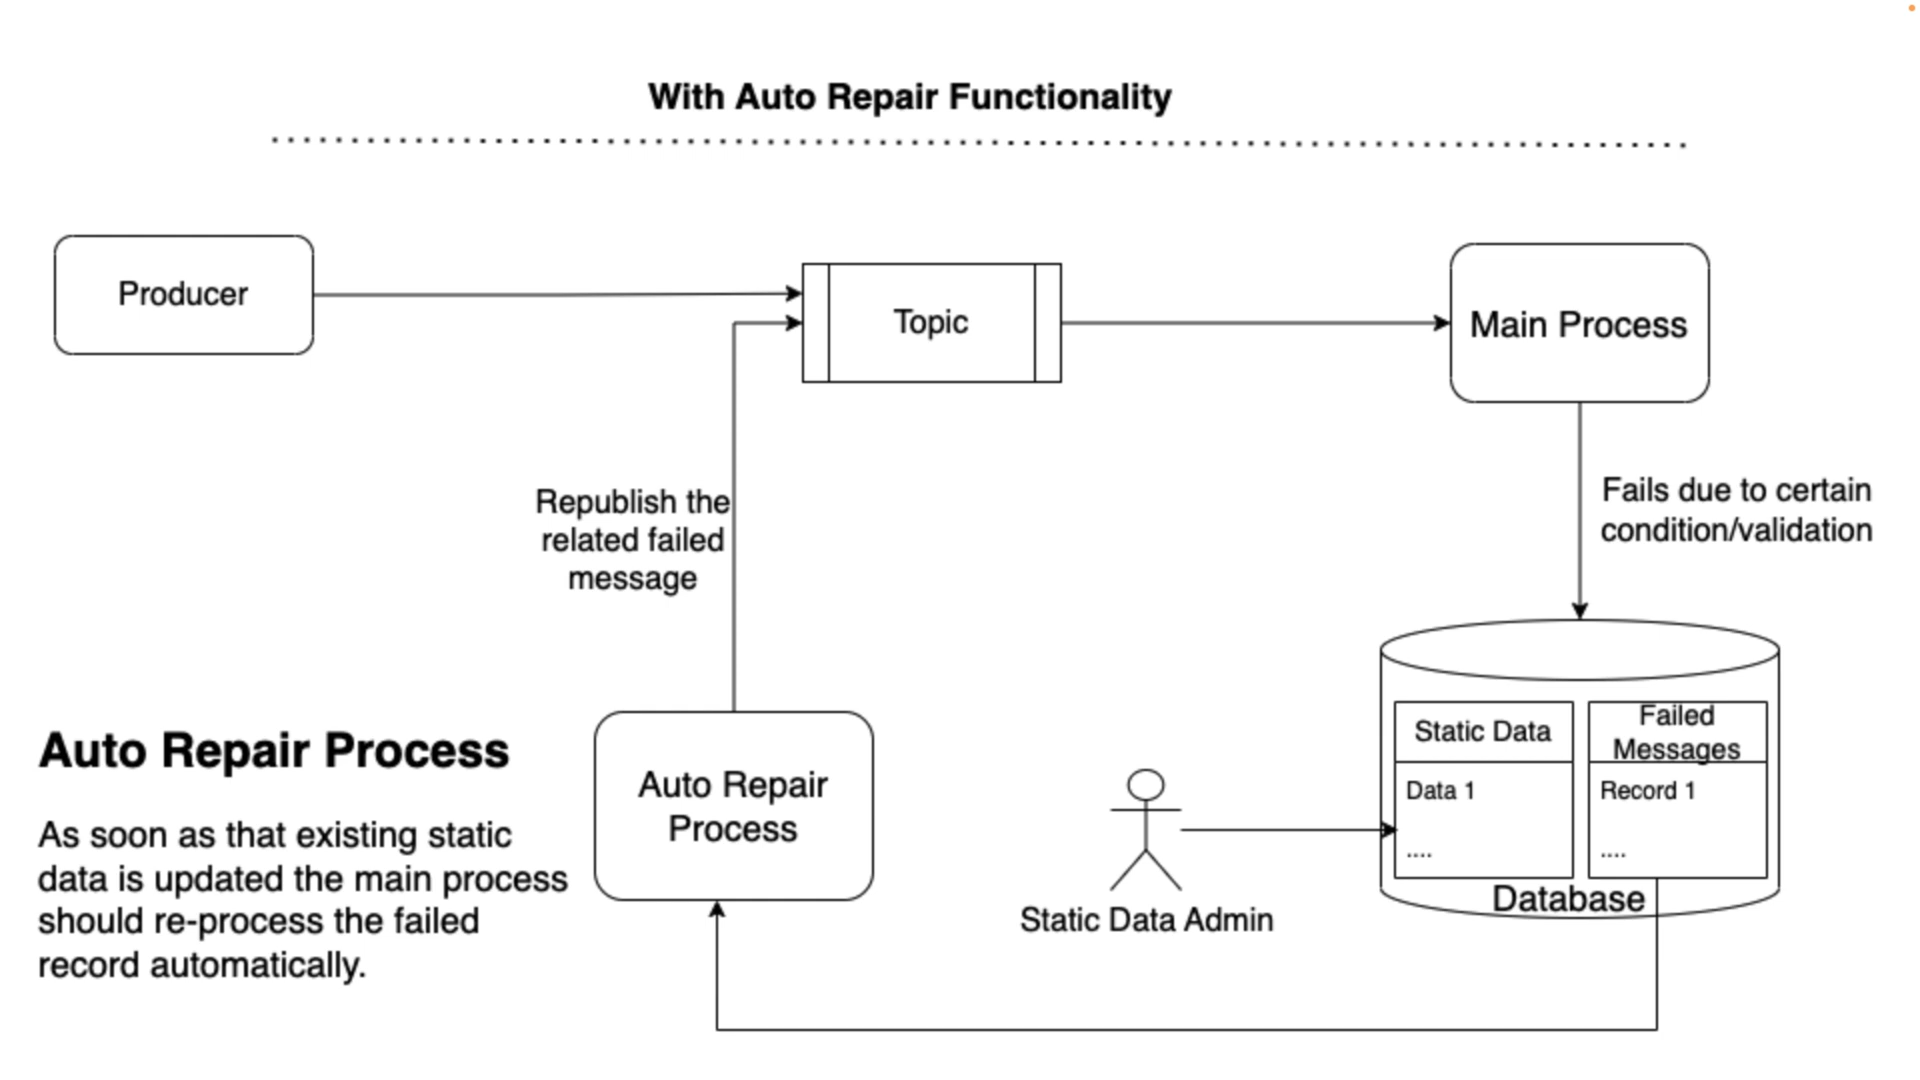 With Auto Repair Functionality
Producer
Topic
Main Process
Republish the
related failed
message
Fails due to certain
condition/validation
Auto Repair Process
As soon as that existing static
data is updated the main process
should re-process the failed
record automatically.
Auto Repair
Process
Static Data Admin
Static Data
Data 1
....
Failed
Messages
Record 1
....
Database